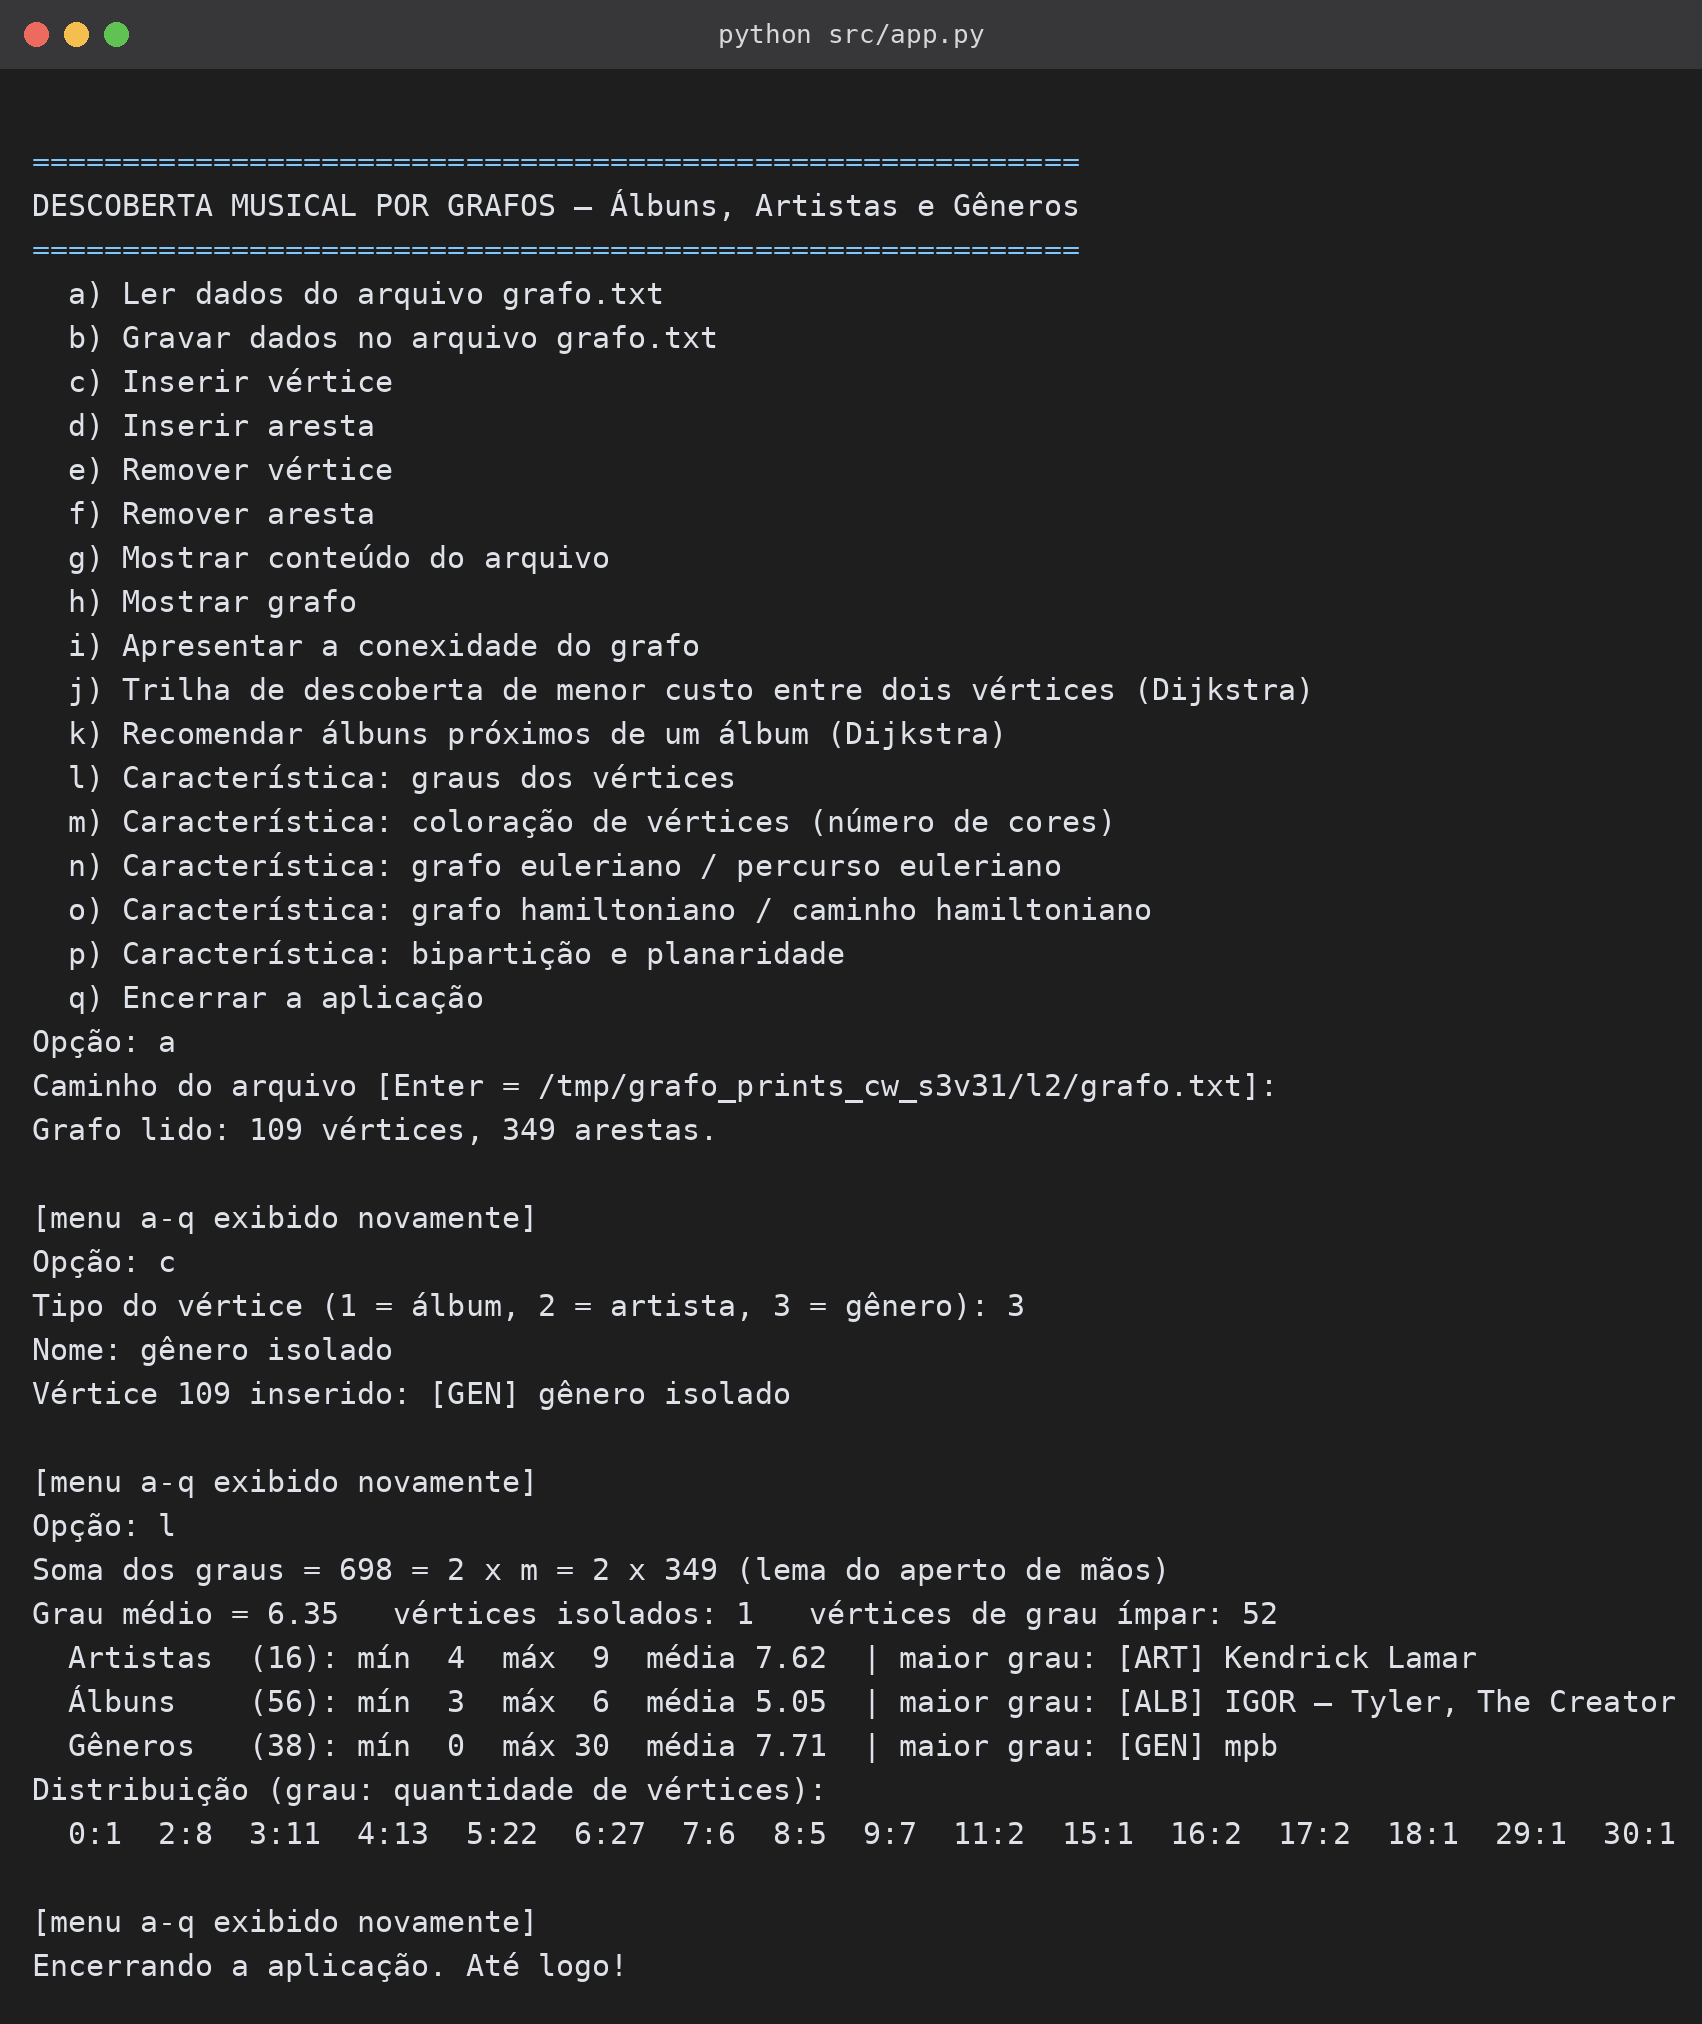 python src/app.py
==========================================================
DESCOBERTA MUSICAL POR GRAFOS — Álbuns, Artistas e Gêneros
==========================================================
  a) Ler dados do arquivo grafo.txt
  b) Gravar dados no arquivo grafo.txt
  c) Inserir vértice
  d) Inserir aresta
  e) Remover vértice
  f) Remover aresta
  g) Mostrar conteúdo do arquivo
  h) Mostrar grafo
  i) Apresentar a conexidade do grafo
  j) Trilha de descoberta de menor custo entre dois vértices (Dijkstra)
  k) Recomendar álbuns próximos de um álbum (Dijkstra)
  l) Característica: graus dos vértices
  m) Característica: coloração de vértices (número de cores)
  n) Característica: grafo euleriano / percurso euleriano
  o) Característica: grafo hamiltoniano / caminho hamiltoniano
  p) Característica: bipartição e planaridade
  q) Encerrar a aplicação
Opção: a
Caminho do arquivo [Enter = /tmp/grafo_prints_cw_s3v31/l2/grafo.txt]:
Grafo lido: 109 vértices, 349 arestas.
[menu a-q exibido novamente]
Opção: c
Tipo do vértice (1 = álbum, 2 = artista, 3 = gênero): 3
Nome: gênero isolado
Vértice 109 inserido: [GEN] gênero isolado
[menu a-q exibido novamente]
Opção: l
Soma dos graus = 698 = 2 x m = 2 x 349 (lema do aperto de mãos)
Grau médio = 6.35   vértices isolados: 1   vértices de grau ímpar: 52
  Artistas  (16): mín  4  máx  9  média 7.62  | maior grau: [ART] Kendrick Lamar
  Álbuns    (56): mín  3  máx  6  média 5.05  | maior grau: [ALB] IGOR — Tyler, The Creator
  Gêneros   (38): mín  0  máx 30  média 7.71  | maior grau: [GEN] mpb
Distribuição (grau: quantidade de vértices):
  0:1  2:8  3:11  4:13  5:22  6:27  7:6  8:5  9:7  11:2  15:1  16:2  17:2  18:1  29:1  30:1
[menu a-q exibido novamente]
Encerrando a aplicação. Até logo!